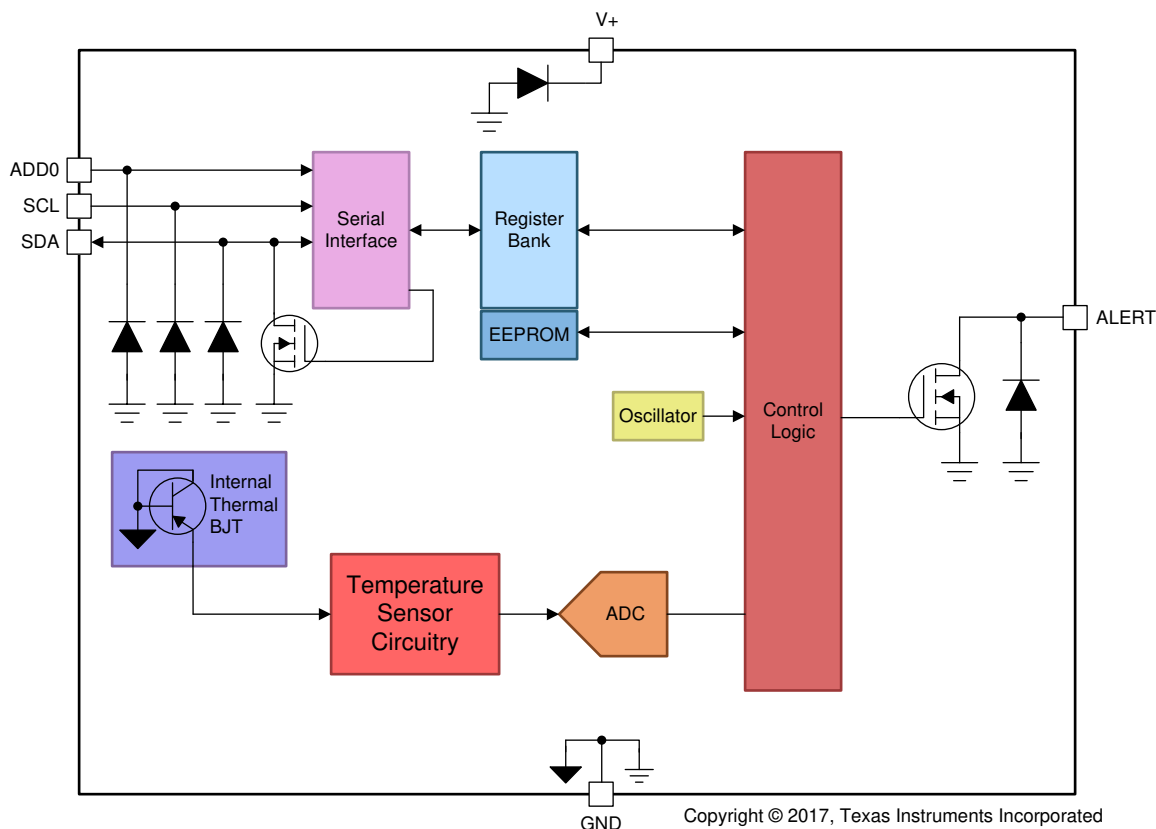 V+
ADD0
SCL
SDA
Serial
Interface
Register
Bank
EEPROM
Oscillator
Control
Logic
ALERT
Internal
Thermal
BJT
Temperature
Sensor
Circuitry
ADC
GND
Copyright © 2017, Texas Instruments Incorporated